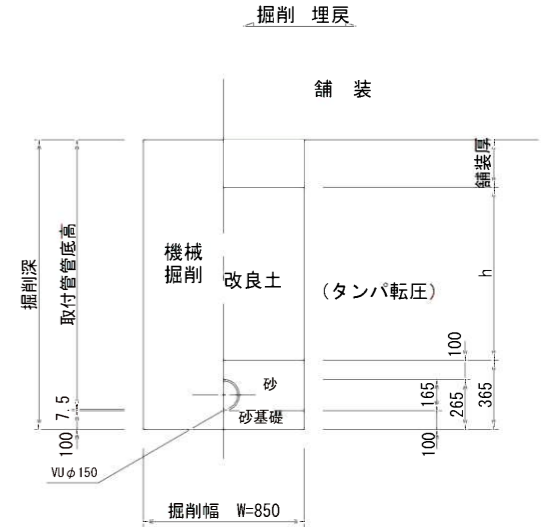 掘削 埋戻
舗 装
舗装厚
掘削深
取付管管底高
機械
掘削
改良土
(タンパ転圧)
h
100
砂
165
265
365
7.5
砂基礎
100
100
VUφ150
掘削幅 W=850